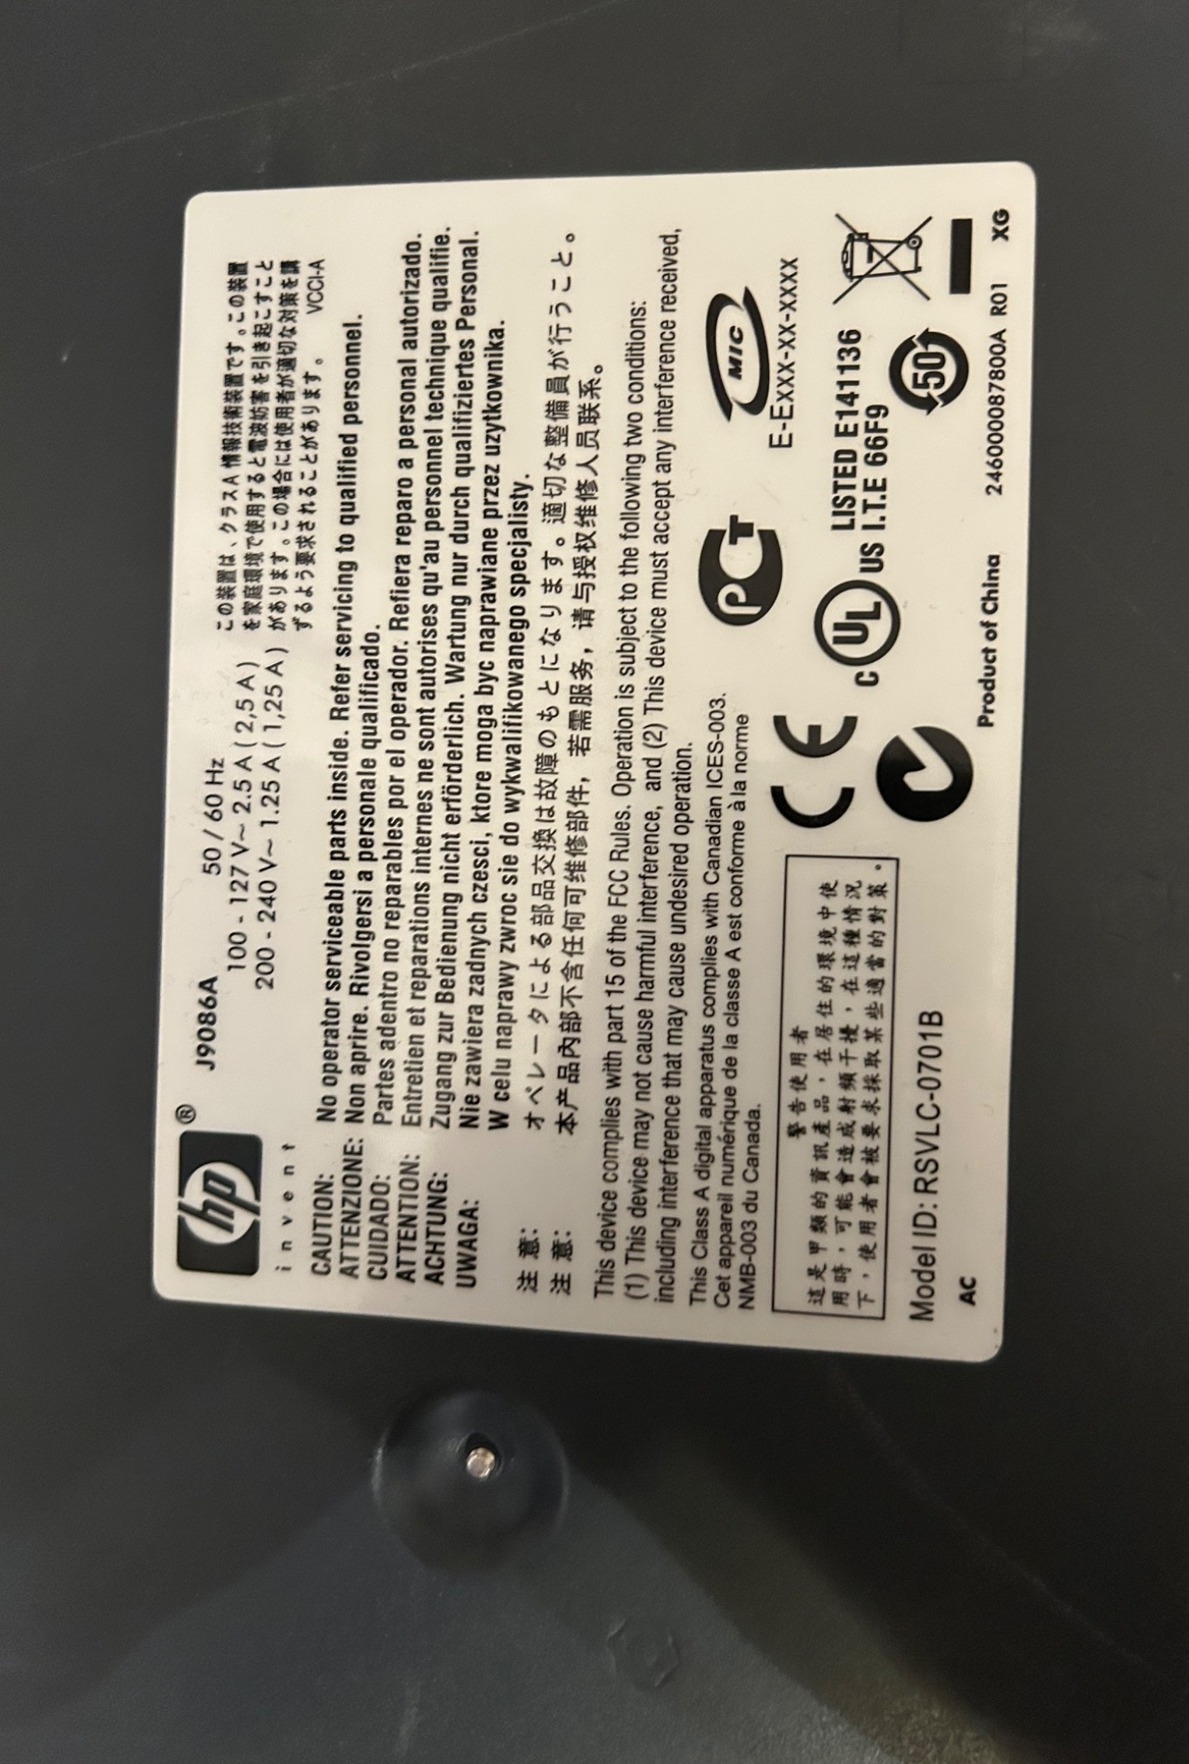 hp®
invent
J9086A
50 / 60 Hz
100 - 127 V~ 2.5 A ( 2,5 A )
200 - 240 V~ 1.25 A ( 1,25 A )
この装置は、クラスA 情報技術装置です。この装置
を家庭環境で使用すると電波妨害を引き起こすこと
があります。この場合には使用者が適切な対策を講
ずるよう要求されることがあります。 VCCI-A
CAUTION: No operator serviceable parts inside. Refer servicing to qualified personnel.
ATTENZIONE: Non aprire. Rivolgersi a personale qualificado.
CUIDADO: Partes adentro no reparables por el operador. Refiera reparo a personal autorizado.
ATTENTION: Entretien et reparations internes ne sont autorises qu'au personnel technique qualifie.
ACHTUNG: Zugang zur Bedienung nicht erförderlich. Wartung nur durch qualifiziertes Personal.
UWAGA: Nie zawiera zadnych czesci, ktore moga byc naprawiane przez uzytkownika.
W celu naprawy zwroc sie do wykwalifikowanego specjalisty.
注意: オペレータによる部品交換は故障のもとになります。適切な整備員が行うこと。
注意: 本产品内部不含任何可维修部件，若需服务，请与授权维修人员联系。
This device complies with part 15 of the FCC Rules. Operation is subject to the following two conditions:
(1) This device may not cause harmful interference, and (2) This device must accept any interference received,
including interference that may cause undesired operation.
This Class A digital apparatus complies with Canadian ICES-003.
Cet appareil numérique de la classe A est conforme à la norme
NMB-003 du Canada.
警告使用者
這是甲類的資訊產品，在居住的環境中使
用時，可能會造成射頻干擾，在這種情況
下，使用者會被要求採取某些適當的對策。
Model ID: RSVLC-0701B
AC
CE
PCT
MIC
E-EXXX-XX-XXXX
C UL US LISTED E141136
I.T.E 66F9
50
Product of China
246000087800A R01 XG